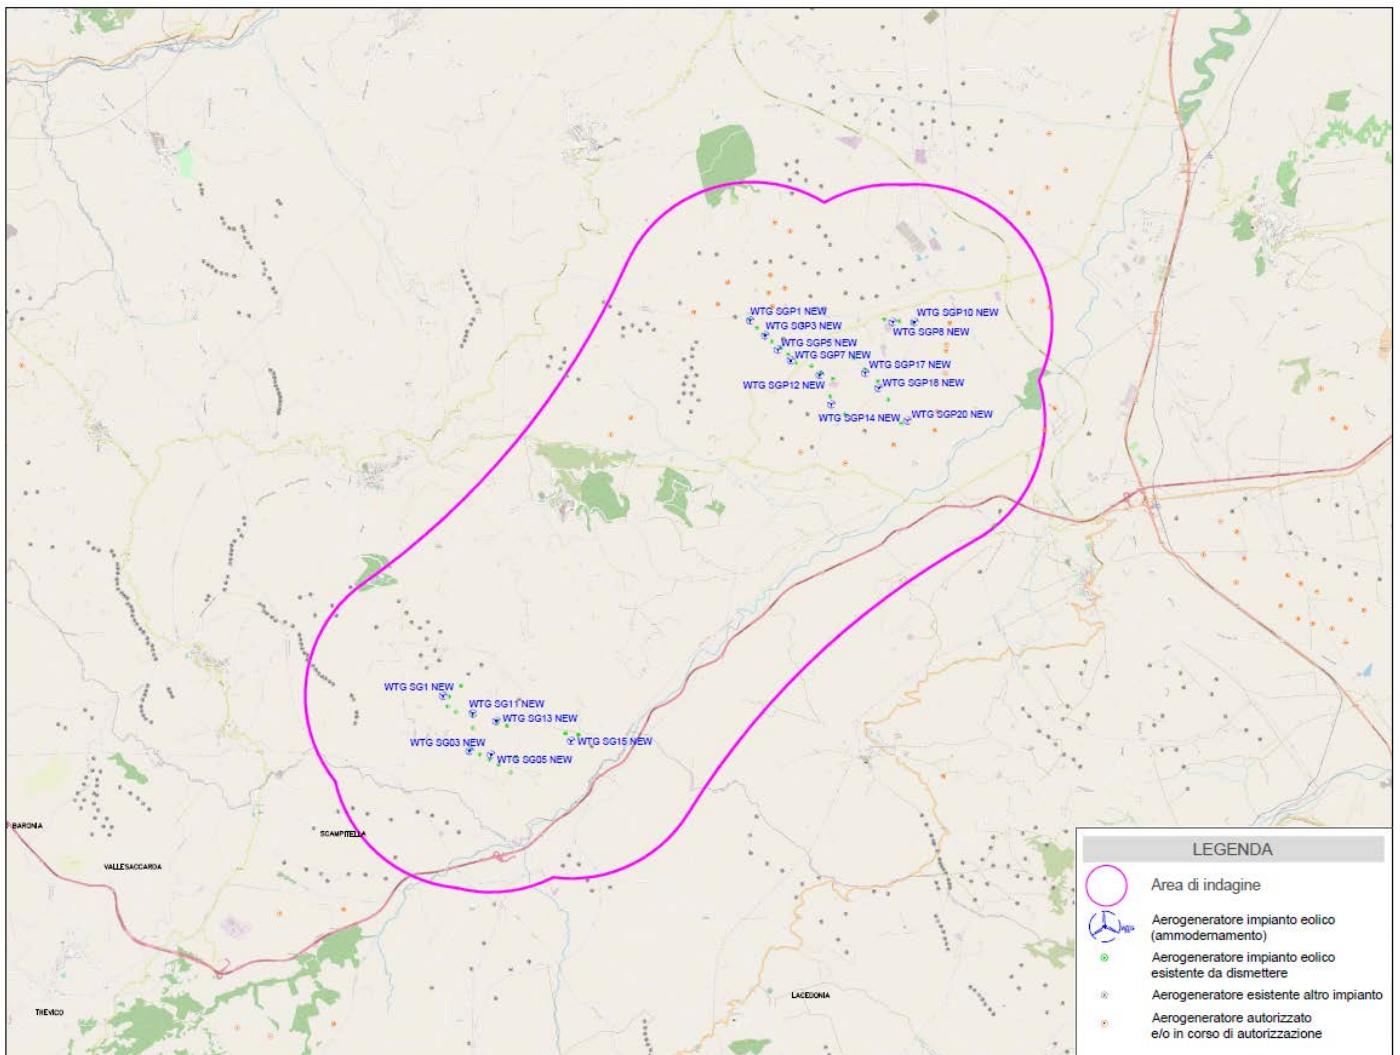 WTG SGP1 NEW
WTG SGP10 NEW
WTG SGP3 NEW
WTG SGP8 NEW
WTG SGP5 NEW
WTG SGP7 NEW
WTG SGP17 NEW
WTG SGP12 NEW
WTG SGP18 NEW
WTG SGP14 NEW
WTG SGP20 NEW
WTG SG1 NEW
WTG SG11 NEW
WTG SG13 NEW
WTG SG15 NEW
WTG SG03 NEW
WTG SG05 NEW
BARONIA
SCAMPITELLA
VALLESACCARDA
TREVICO
LACEDONIA
LEGENDA
Area di indagine
Aerogeneratore impianto eolico
(ammodernamento)
Aerogeneratore impianto eolico
esistente da dismettere
Aerogeneratore esistente altro impianto
Aerogeneratore autorizzato
e/o in corso di autorizzazione